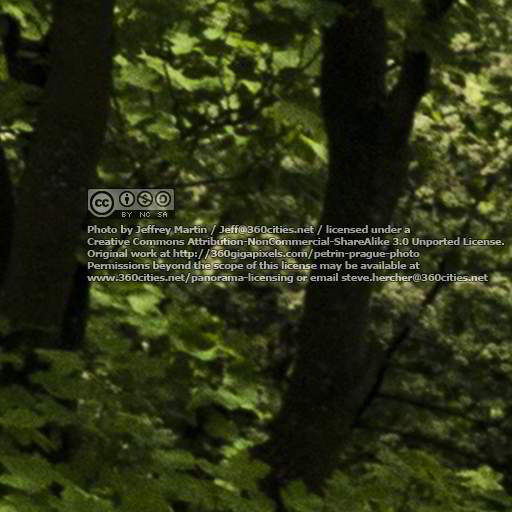 cc
BY NC SA
Photo by Jeffrey Martin / Jeff@360cities.net / licensed under a
Creative Commons Attribution-NonCommercial-ShareAlike 3.0 Unported License.
Original work at http://360gigapixels.com/petrin-prague-photo
Permissions beyond the scope of this license may be available at
www.360cities.net/panorama-licensing or email steve.hercher@360cities.net